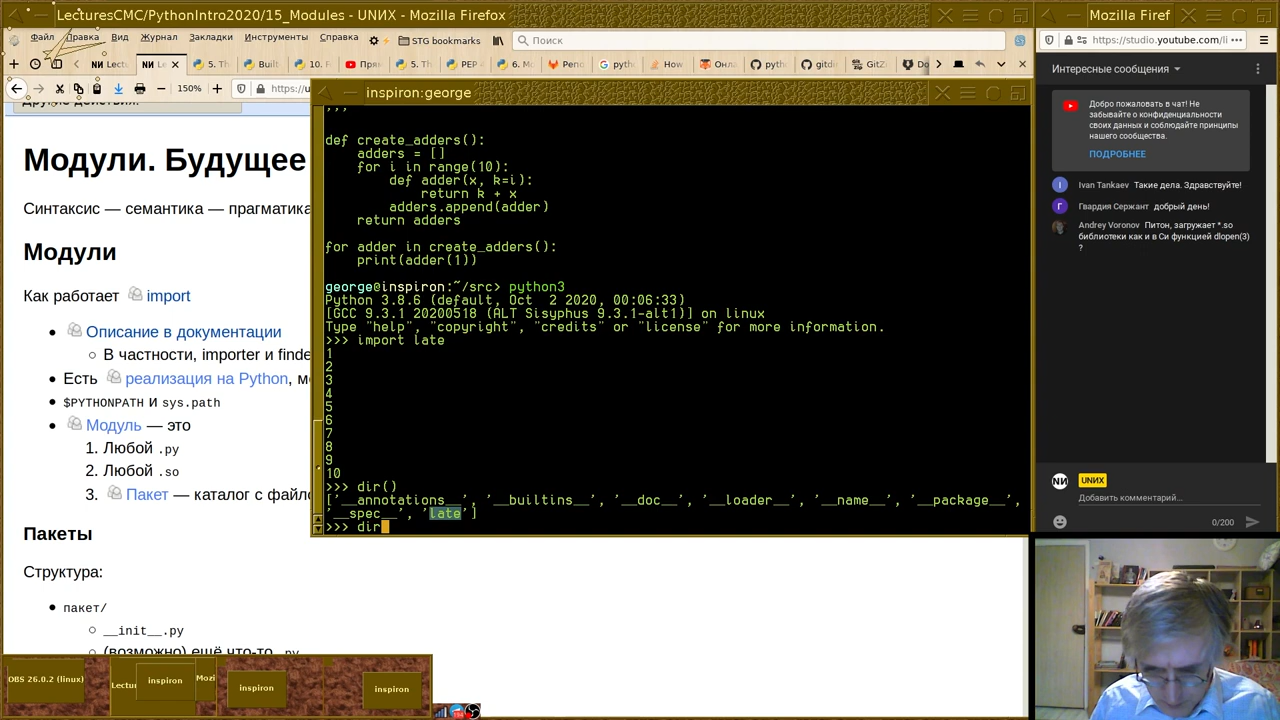 LecturesCMC/PythonIntro2020/15_Modules - UNИX - Mozilla Firefox
Mozilla Firef
Файл Правка Вид Журнал Закладки Инструменты Справка
STG bookmarks
Поиск
https://studio.youtube.com/li
150%
https://u
inspiron:george
Модули. Будущее
Синтаксис — семантика — прагматика
Модули
Как работает import
Описание в документации
В частности, importer и finde
Есть реализация на Python, м
$PYTHONPATH и sys.path
Модуль — это
1. Любой .py
2. Любой .so
3. Пакет — каталог с файло
Пакеты
Структура:
пакет/
__init__.py
(возможно) ещё что-то .py
'''
def create_adders():
    adders = []
    for i in range(10):
        def adder(x, k=i):
            return k + x
        adders.append(adder)
    return adders
for adder in create_adders():
    print(adder(1))
george@inspiron:~/src> python3
Python 3.8.6 (default, Oct  2 2020, 00:06:33)
[GCC 9.3.1 20200518 (ALT Sisyphus 9.3.1-alt1)] on linux
Type "help", "copyright", "credits" or "license" for more information.
>>> import late
1
2
3
4
5
6
7
8
9
10
>>> dir()
['__annotations__', '__builtins__', '__doc__', '__loader__', '__name__', '__package__',
'__spec__', 'late']
>>> dir
Интересные сообщения
Добро пожаловать в чат! Не
забывайте о конфиденциальности
своих данных и соблюдайте принципы
нашего сообщества.
ПОДРОБНЕЕ
Ivan Tankaev Такие дела. Здравствуйте!
Гвардия Сержант добрый день!
Andrey Voronov Питон, загружает *.so
библиотеки как и в Си функцией dlopen(3)
?
UNИX
Добавить комментарий...
0/200
OBS 26.0.2 (linux)
Lectur
inspiron
Mozi
inspiron
inspiron